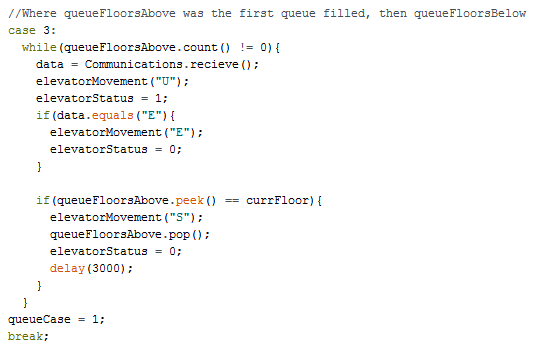 //Where queueFloorsAbove was the first queue filled, then queueFloorsBelow
case 3:
while(queueFloorsAbove.count() != 0){
data = Communications.recieve();
elevatorMovement("U");
elevatorStatus = 1;
if(data.equals("E"){
elevatorMovement("E");
elevatorStatus = 0;
}
if(queueFloorsAbove.peek() == currFloor){
elevatorMovement("S");
queueFloorsAbove.pop();
elevatorStatus = 0;
delay(3000);
}
}
queueCase = 1;
break;